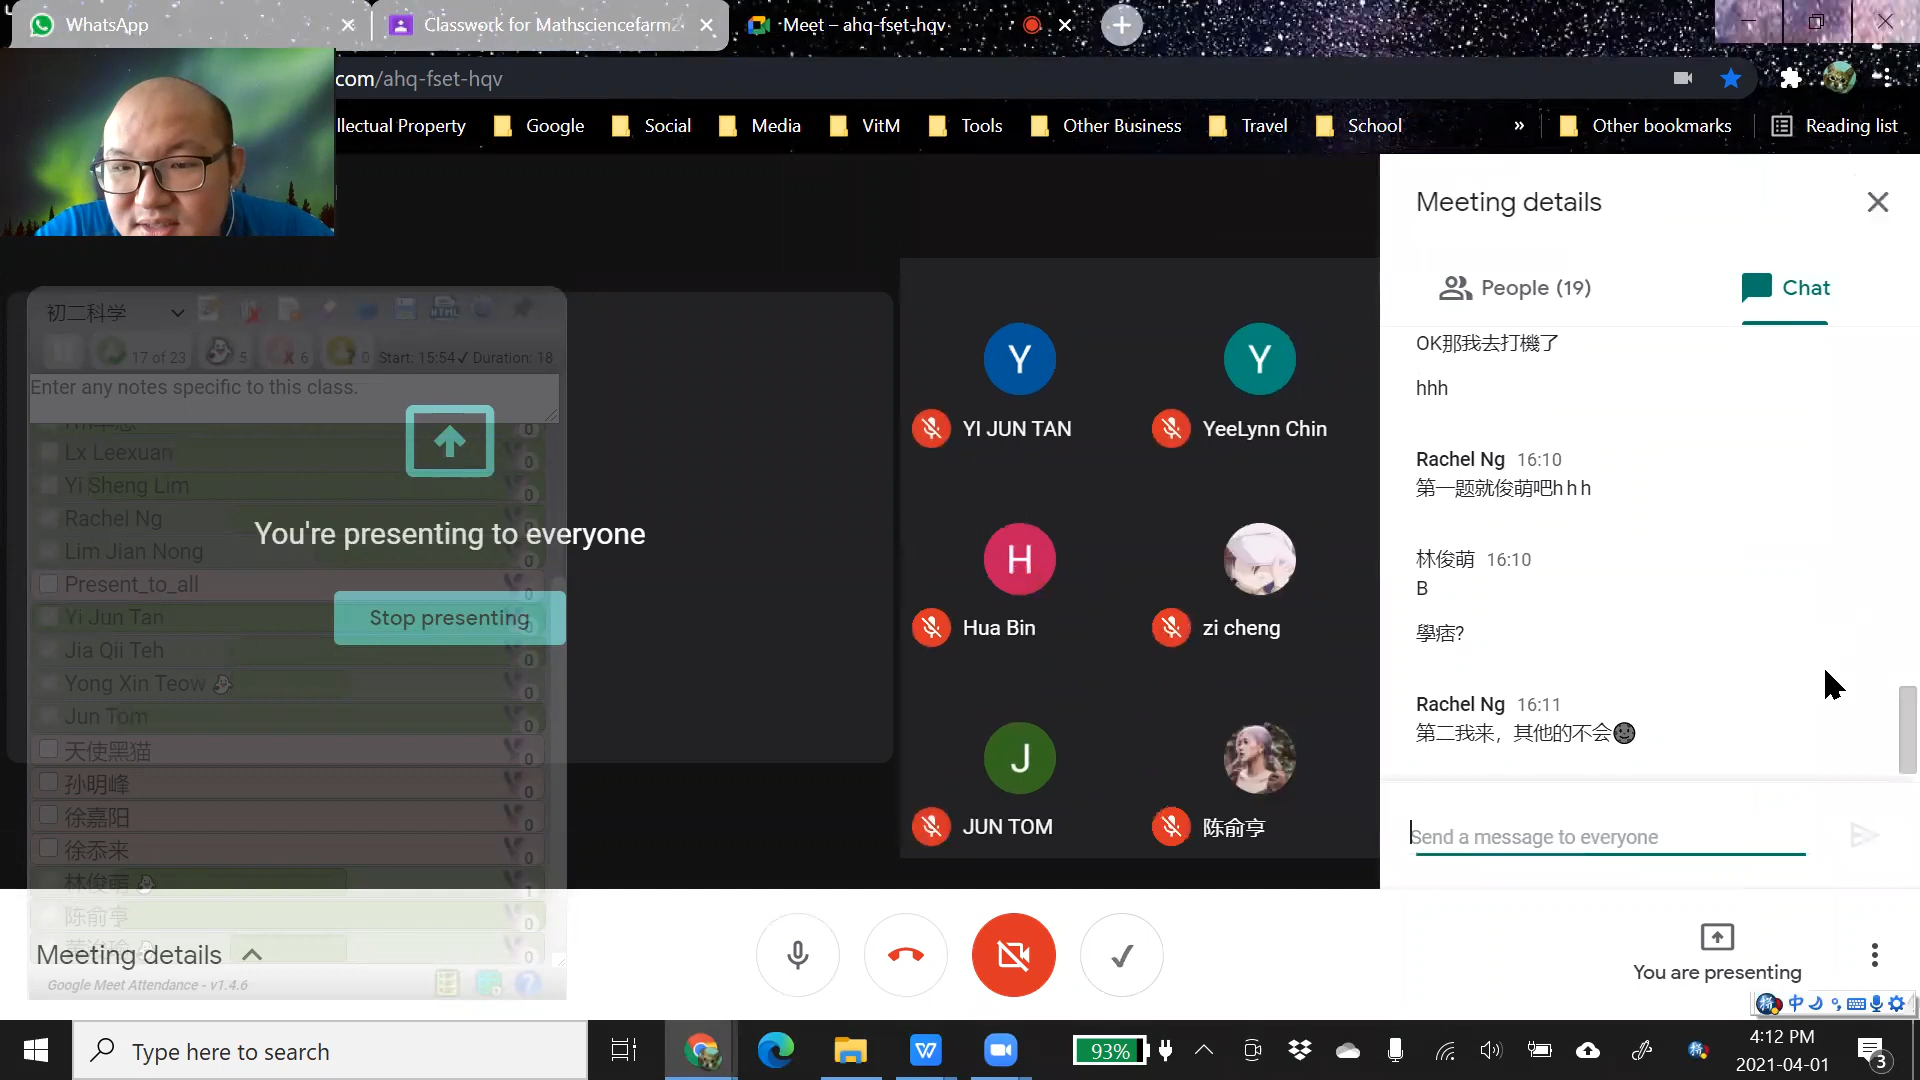 WhatsApp
Classwork for Mathsciencefarm2
Meet – ahq-fset-hqv
com/ahq-fset-hqv
llectual Property
Google
Social
Media
VitM
Tools
Other Business
Travel
School
»
Other bookmarks
Reading list
初二科学
17 of 23
5
6
0
Start: 15:54✓ Duration: 18
Enter any notes specific to this class.
Lx Leexuan
Yi Sheng Lim
Rachel Ng
Lim Jian Nong
Present_to_all
Yi Jun Tan
Jia Qii Teh
Yong Xin Teow
Jun Tom
天使黑猫
孙明峰
徐嘉阳
徐忝来
林俊萌
陈俞亨
Google Meet Attendance - v1.4.6
You're presenting to everyone
Stop presenting
Y
YI JUN TAN
Y
YeeLynn Chin
H
Hua Bin
zi cheng
J
JUN TOM
陈俞亨
Meeting details
People (19)
Chat
OK那我去打機了
hhh
Rachel Ng 16:10
第一题就俊萌吧h h h
林俊萌 16:10
B
學痞?
Rachel Ng 16:11
第二我来，其他的不会🌚
Send a message to everyone
Meeting details
You are presenting
中
Type here to search
93%
4:12 PM
2021-04-01
3